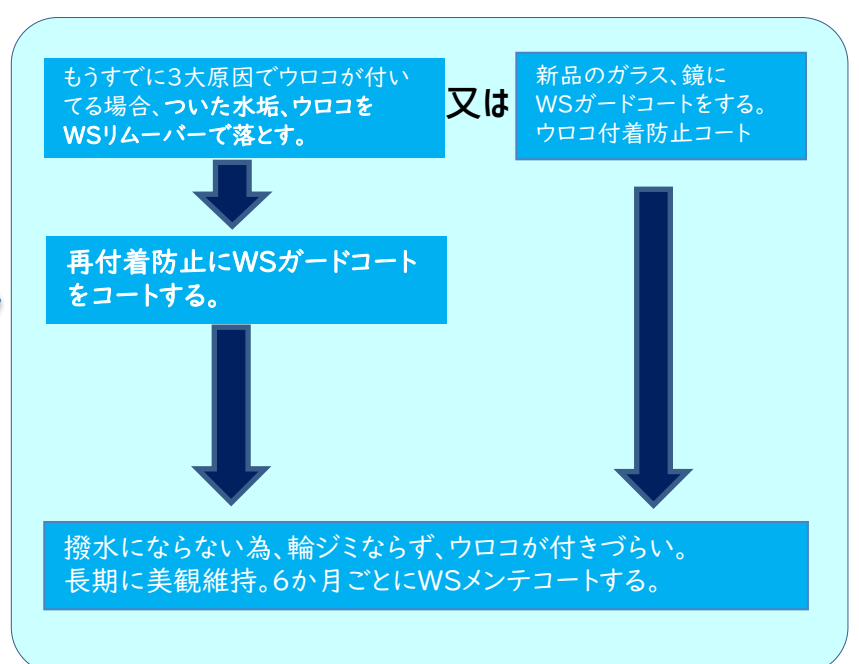 もうすでに3大原因でウロコが付い
てる場合、ついた水垢、ウロコを
WSリムーバーで落とす。
又は
新品のガラス、鏡に
WSガードコートをする。
ウロコ付着防止コート
再付着防止にWSガードコート
をコートする。
撥水にならない為、輪ジミならず、ウロコが付きづらい。
長期に美観維持。6か月ごとにWSメンテコートする。